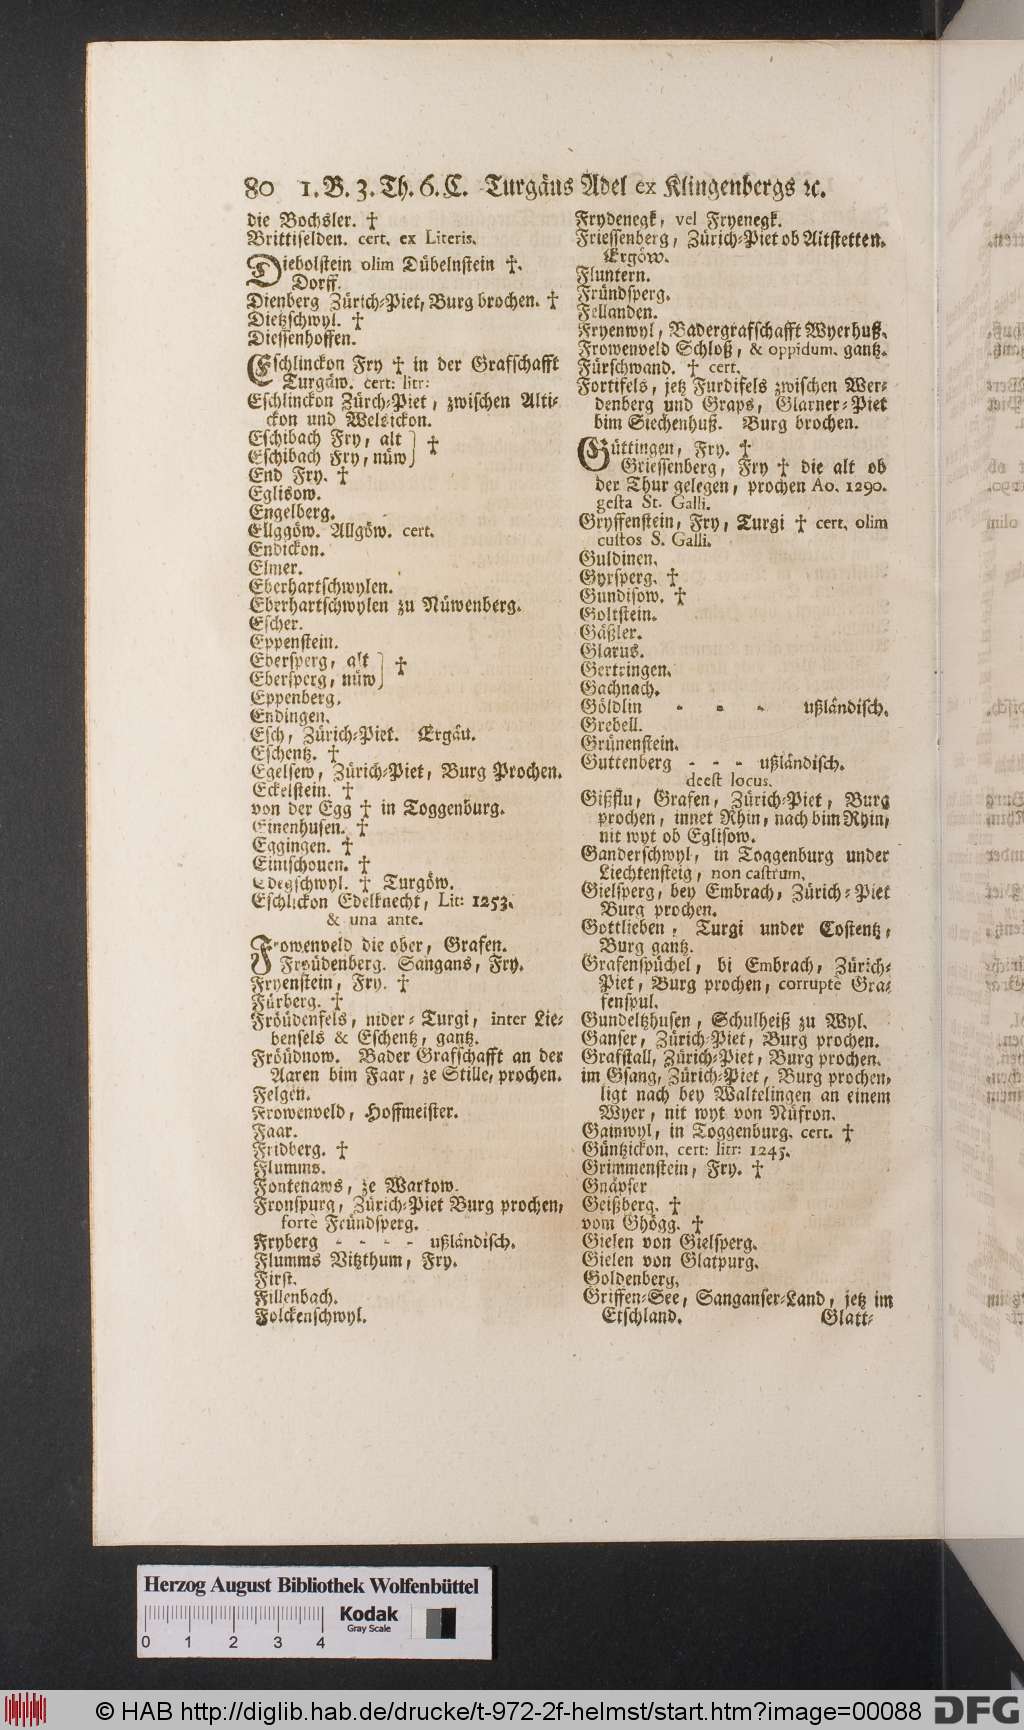 80 1. B. 3. Th. 6. C. Turgäus Adel ex Klingenbergs ꝛc.
die Bochsler. †
Brittiselden. cert. ex Literis.
Diebolstein olim Dübelnstein †.
Dorff.
Dienberg Zürich-Piet, Burg brochen. †
Dietzschwyl. †
Diessenhoffen.
Eschlinckon Fry † in der Grafschafft
Turgäw. cert: litr:
Eschlinckon Zürch-Piet, zwischen Alti-
ckon und Welsickon.
Eschibach Fry, alt
Eschibach Fry, nüw †
End Fry. †
Eglisow.
Engelberg.
Ellggöw. Allgöw. cert.
Endickon.
Elmer.
Eberhartschwylen.
Eberhartschwylen zu Nüwenberg.
Escher.
Eppenstein.
Ebersperg, alt
Ebersperg, nüw †
Eppenberg.
Endingen.
Esch, Zürich-Piet. Ergäu.
Eschentz. †
Egelsew, Zürich-Piet, Burg Prochen.
Eckelstein. †
von der Egg † in Toggenburg.
Einenhusen. †
Eggingen. †
Eimschouen. †
Edegschwyl. † Turgöw.
Eschlickon Edelknecht, Lit: 1253.
& una ante.
Frowenveld die ober, Grafen.
Froüdenberg. Sangans, Fry.
Fryenstein, Fry. †
Fürberg. †
Fröüdenfels, nider-Turgi, inter Lie-
bensels & Eschentz, gantz.
Fröüdnow. Bader Grafschafft an der
Aaren bim Faar, ze Stille, prochen.
Felgen.
Frowenveld, Hoffmeister.
Faar.
Fridberg. †
Flumms.
Fontenaws, ze Wartow.
Fronspurg, Zürich-Piet Burg prochen,
fortè Fründsperg.
Fryberg - - - - ußländisch.
Flumms Vitzthum, Fry.
First.
Fillenbach.
Folckenschwyl.
Frydenegk, vel Fryenegk.
Friessenberg, Zürich-Piet ob Altstetten.
Ergöw.
Fluntern.
Fründsperg.
Fellanden.
Fryenwyl, Badergrafschafft Wyerhuß.
Frowenveld Schloß, & oppidum. gantz.
Fürschwand. † cert.
Fortifels, jetz Furdifels zwischen Wer-
denberg und Graps, Glarner-Piet
bim Siechenhuß. Burg brochen.
Güttingen, Fry. †
Griessenberg, Fry † die alt ob
der Thur gelegen, prochen Ao. 1290.
gesta St. Galli.
Gryffenstein, Fry, Turgi † cert. olim
custos S. Galli.
Guldinen.
Gyrsperg. †
Gundisow. †
Goltstein.
Gäßler.
Glarus.
Gertringen.
Gachnach.
Göldlin - - - ußländisch.
Grebell.
Grünenstein.
Guttenberg - - - ußländisch.
deest locus.
Gißflu, Grafen, Zürich-Piet, Burg
prochen, innet Rhin, nach bim Rhin,
nit wyt ob Eglisow.
Ganderschwyl, in Toggenburg under
Liechtensteig, non castrum.
Gielsperg, bey Embrach, Zürich-Piet
Burg prochen.
Gottlieben, Turgi under Costentz,
Burg gantz.
Grafenspüchel, bi Embrach, Zürich-
Piet, Burg prochen, corruptè Gra-
fenspul.
Gundeltzhusen, Schulheiß zu Wyl.
Ganser, Zürich-Piet, Burg prochen.
Grafstall, Zürich-Piet, Burg prochen.
im Gsang, Zürich-Piet, Burg prochen,
ligt nach bey Waltelingen an einem
Wyer, nit wyt von Nüfron.
Gainwyl, in Toggenburg. cert. †
Güntzickon, cert: litr: 1245.
Grimmenstein, Fry. †
Gnäpser
Geißberg. †
vom Ghögg. †
Gielen von Gielsperg.
Gielen von Glatpurg.
Goldenberg.
Griffen-See, Sanganser-Land, jetz im
Etschland.
Glatt-
Herzog August Bibliothek Wolfenbüttel
Kodak
Gray Scale
0 1 2 3 4
© HAB http://diglib.hab.de/drucke/t-972-2f-helmst/start.htm?image=00088
DFG